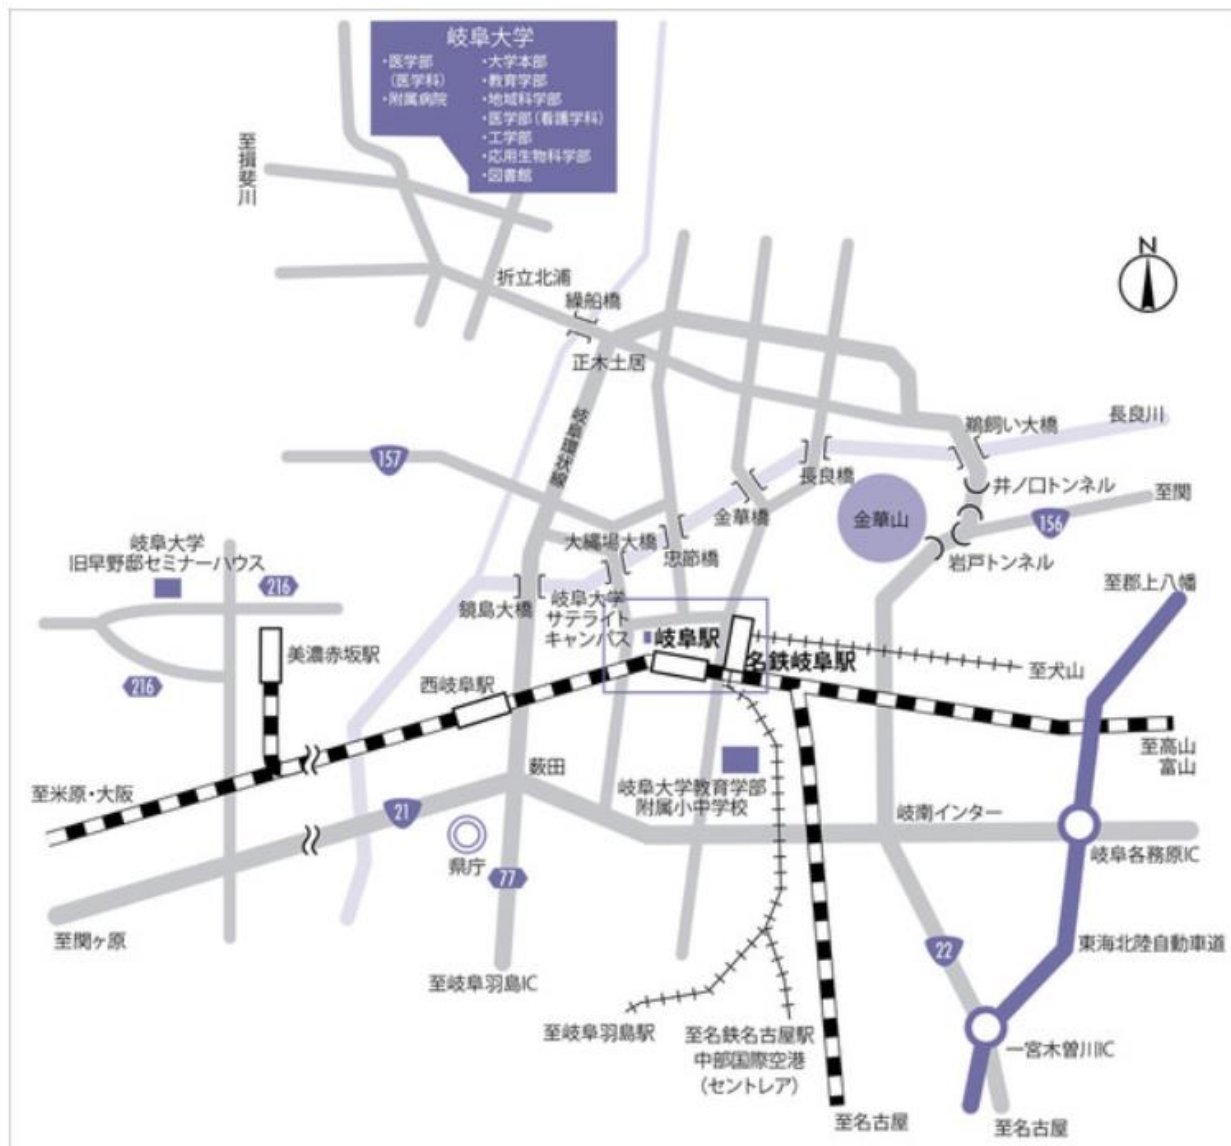 岐阜大学
・医学部
（医学科）
・附属病院
・大学本部
・教育学部
・地域科学部
・医学部（看護学科）
・工学部
・応用生物科学部
・図書館
至揖斐川
N
折立北浦
繰船橋
正木土居
岐阜環状線
鵜飼い大橋
長良川
157
長良橋
井ノ口トンネル
至関
金華橋
金華山
156
岐阜大学
旧早野邸セミナーハウス
大縄場大橋
忠節橋
岩戸トンネル
216
鏡島大橋
岐阜大学
サテライト
キャンパス
至郡上八幡
美濃赤坂駅
岐阜駅
名鉄岐阜駅
至犬山
216
西岐阜駅
至高山
富山
至米原・大阪
薮田
岐阜大学教育学部
附属小中学校
21
岐南インター
県庁
77
岐阜各務原IC
至関ヶ原
22
東海北陸自動車道
至岐阜羽島IC
至岐阜羽島駅
至名鉄名古屋駅
中部国際空港
（セントレア）
一宮木曽川IC
至名古屋
至名古屋